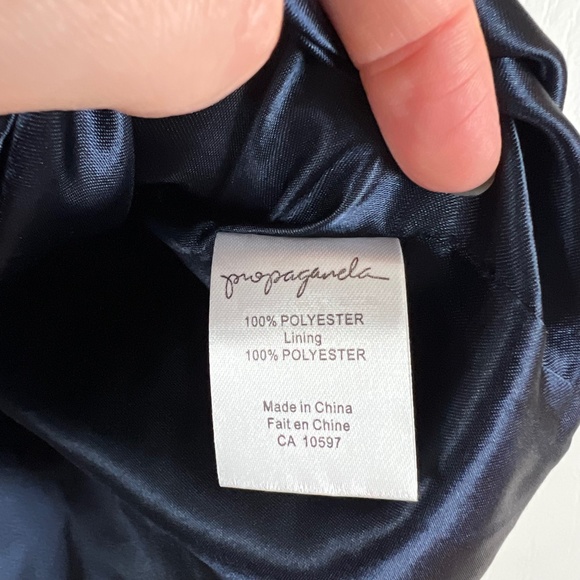 propaganda
100% POLYESTER
Lining
100% POLYESTER
Made in China
Fait en Chine
CA 10597